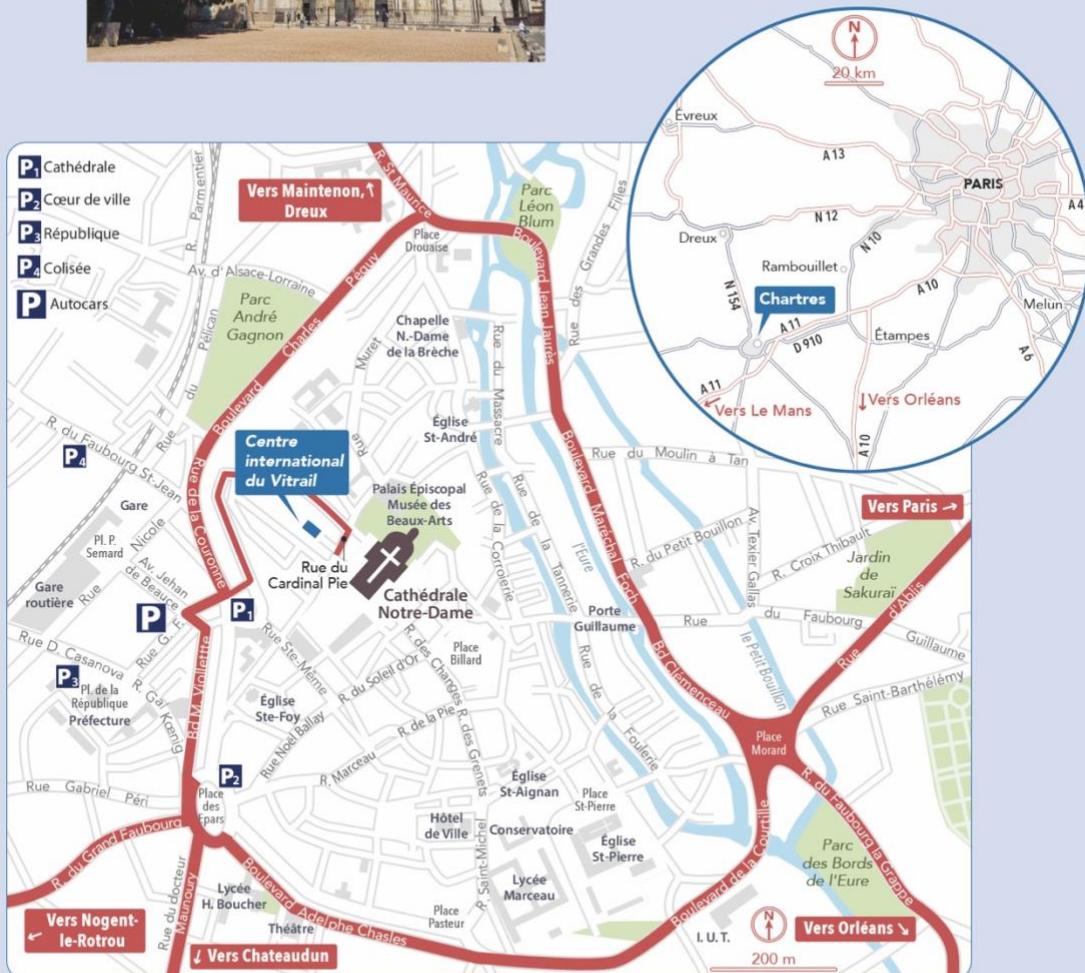 P1 Cathédrale
P2 Cœur de ville
P3 République
P4 Colisée
P Autocars
Vers Maintenon, ↑
Dreux
R. St Maurice
Parc
Léon
Blum
Place
Drouaise
R. Parmentier
Av. d'Alsace-Lorraine
Parc
André
Gagnon
Rue du Pélican
Boulevard Charles Péguy
Boulevard Jean Jaurès
Rue des Grandes Filles
Chapelle
N.-Dame
de la Brèche
Rue du Massacre
Rue Muret
Église
St-André
Centre
international
du Vitrail
R. du Faubourg St-Jean
P4
Gare
Rue de la Couronne
Palais Épiscopal
Musée des
Beaux-Arts
Rue du
Cardinal Pie
Cathédrale
Notre-Dame
Rue de la Corroierie
Rue de la Tannerie
l'Eure
Boulevard Maréchal Foch
Rue du Moulin à Tan
R. du Petit Bouillon
Av. Texier Gallas
R. Croix Thibault
Vers Paris →
Jardin
de
Sakuraï
Rue d'Ablis
Pl. P.
Semard
Rue Nicole
Av. Jehan
de Beauce
Gare
routière
P
P1
Rue G. F.
Rue D. Casanova
P3
Pl. de la
République
Préfecture
R. Gal Kœnig
Bd M. Violettte
Rue Ste-Même
Église
Ste-Foy
R. du Soleil d'Or
R. des Changes
Place
Billard
Porte
Guillaume
Rue du Faubourg Guillaume
le Petit Bouillon
Rue Saint-Barthélémy
Bd Clémenceau
Place
Morard
Rue Noël Ballay
R. de la Pie
R. Marceau
R. des Grenets
Rue de la Foulerie
P2
Rue Gabriel Péri
Place
des
Epars
R. du Grand Faubourg
Église
St-Aignan
Place
St-Pierre
Hôtel
de Ville
Conservatoire
Église
St-Pierre
R. Saint-Michel
Lycée
Marceau
Place
Pasteur
Boulevard de la Courtille
R. du Faubourg la Grappe
Parc
des Bords
de l'Eure
Lycée
H. Boucher
Théâtre
Boulevard Adelphe Chasles
Rue du docteur
Maunoury
Vers Nogent-
← le-Rotrou
↓ Vers Chateaudun
I. U. T.
N
200 m
Vers Orléans ↘
N
20 km
Évreux
A 13
PARIS
A 4
N 12
Dreux
N 10
Rambouillet
N 154
A 10
Chartres
Melun
A 11
D 910
Étampes
A 6
A 11
← Vers Le Mans
↓ Vers Orléans
A 10